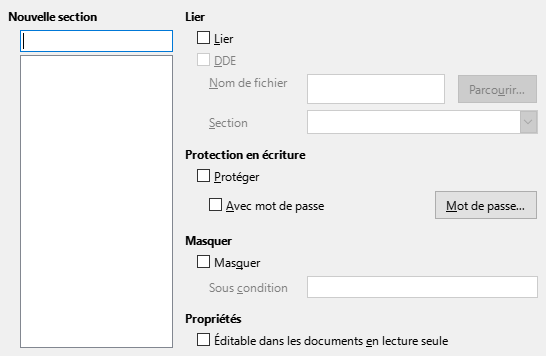 Nouvelle section
Lier
Lier
DDE
Nom de fichier
Parcourir...
Section
Protection en écriture
Protéger
Avec mot de passe
Mot de passe...
Masquer
Masquer
Sous condition
Propriétés
Éditable dans les documents en lecture seule